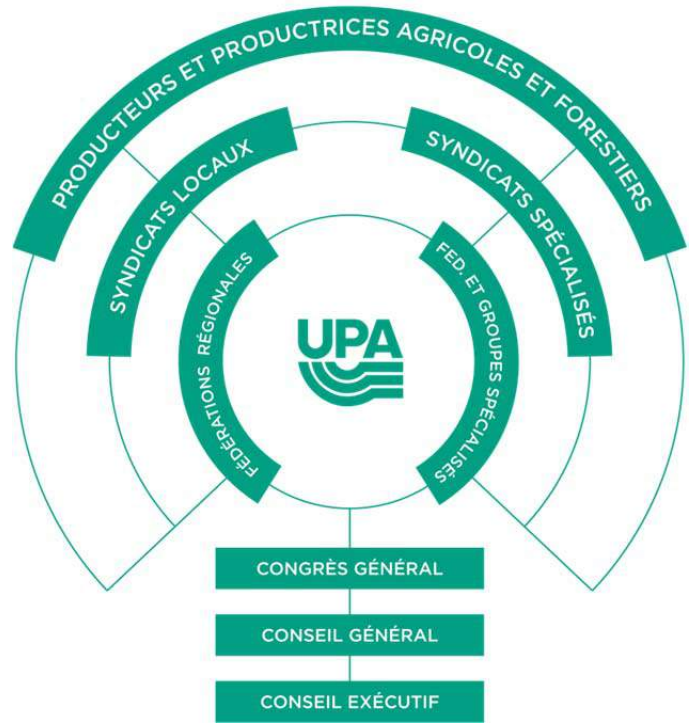 PRODUCTEURS ET PRODUCTRICES AGRICOLES ET FORESTIERS
SYNDICATS LOCAUX
SYNDICATS SPÉCIALISÉS
FÉDÉRATIONS RÉGIONALES
FED. ET GROUPES SPÉCIALISÉS
UPA
CONGRÈS GÉNÉRAL
CONSEIL GÉNÉRAL
CONSEIL EXÉCUTIF